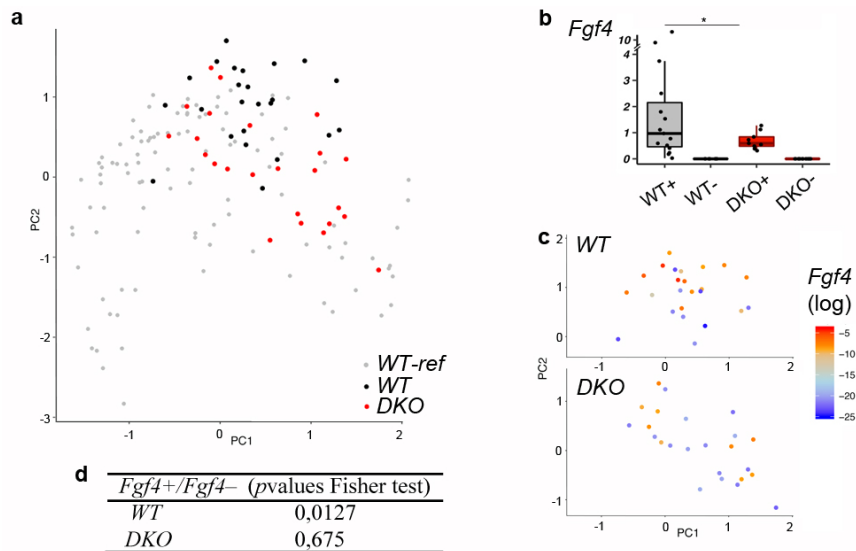 a
PC2
1
0
-1
-2
-3
-1
0
1
2
PC1
WT-ref
WT
DKO
b
Fgf4
*
10
4
3
2
1
0
WT+
WT-
DKO+
DKO-
c
WT
2
1
0
-1
0
1
2
PC2
DKO
1
0
-1
-1
0
1
2
PC1
Fgf4
(log)
-5
-10
-15
-20
-25
d
Fgf4+/Fgf4– (pvalues Fisher test)
WT 0,0127
DKO 0,675